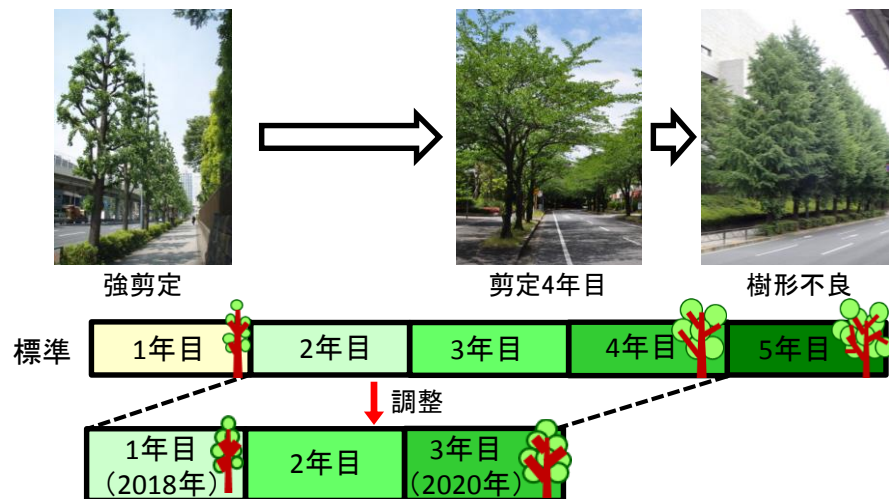 強剪定
剪定4年目
樹形不良
標準
1年目
2年目
3年目
4年目
5年目
調整
1年目
(2018年)
2年目
3年目
(2020年)